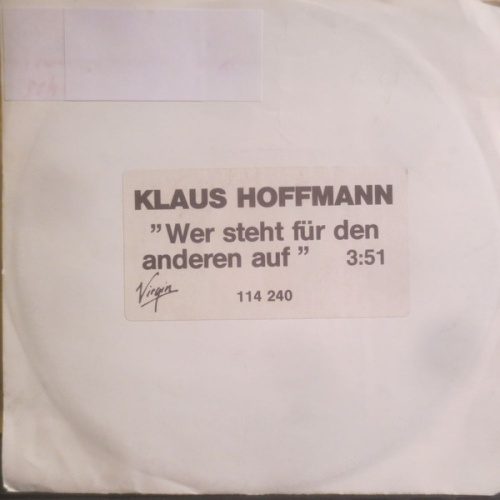 KLAUS HOFFMANN
”Wer steht für den
anderen auf” 3:51
Virgin 114 240